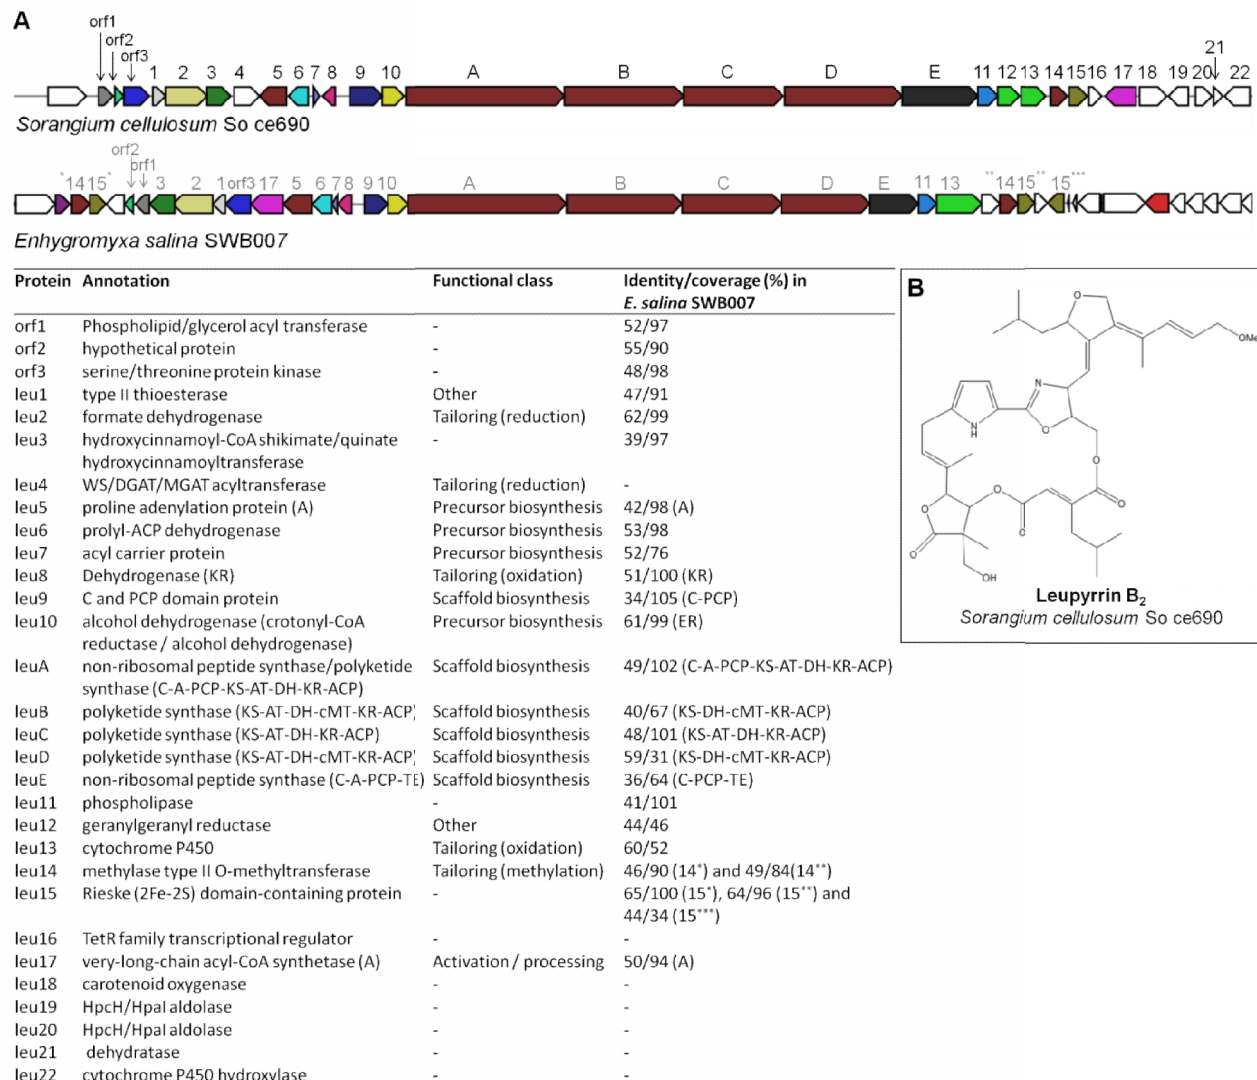 A
orf1
orf2
orf3
1 2 3 4 5 6 7 8 9 10 A B C D E 11 12 13 14 15 16 17 18 19 20 21 22
Sorangium cellulosum So ce690
orf2
orf1
*14 15* 3 2 1 orf3 17 5 6 7 8 9 10 A B C D E 11 13 ** 14 15 ** 15***
Enhygromyxa salina SWB007
Protein Annotation Functional class Identity/coverage (%) in
E. salina SWB007
orf1 Phospholipid/glycerol acyl transferase - 52/97
orf2 hypothetical protein - 55/90
orf3 serine/threonine protein kinase - 48/98
leu1 type II thioesterase Other 47/91
leu2 formate dehydrogenase Tailoring (reduction) 62/99
leu3 hydroxycinnamoyl-CoA shikimate/quinate - 39/97
hydroxycinnamoyltransferase
leu4 WS/DGAT/MGAT acyltransferase Tailoring (reduction) -
leu5 proline adenylation protein (A) Precursor biosynthesis 42/98 (A)
leu6 prolyl-ACP dehydrogenase Precursor biosynthesis 53/98
leu7 acyl carrier protein Precursor biosynthesis 52/76
leu8 Dehydrogenase (KR) Tailoring (oxidation) 51/100 (KR)
leu9 C and PCP domain protein Scaffold biosynthesis 34/105 (C-PCP)
leu10 alcohol dehydrogenase (crotonyl-CoA Precursor biosynthesis 61/99 (ER)
reductase / alcohol dehydrogenase)
leuA non-ribosomal peptide synthase/polyketide Scaffold biosynthesis 49/102 (C-A-PCP-KS-AT-DH-KR-ACP)
synthase (C-A-PCP-KS-AT-DH-KR-ACP)
leuB polyketide synthase (KS-AT-DH-cMT-KR-ACP) Scaffold biosynthesis 40/67 (KS-DH-cMT-KR-ACP)
leuC polyketide synthase (KS-AT-DH-KR-ACP) Scaffold biosynthesis 48/101 (KS-AT-DH-KR-ACP)
leuD polyketide synthase (KS-AT-DH-cMT-KR-ACP) Scaffold biosynthesis 59/31 (KS-DH-cMT-KR-ACP)
leuE non-ribosomal peptide synthase (C-A-PCP-TE) Scaffold biosynthesis 36/64 (C-PCP-TE)
leu11 phospholipase - 41/101
leu12 geranylgeranyl reductase Other 44/46
leu13 cytochrome P450 Tailoring (oxidation) 60/52
leu14 methylase type II O-methyltransferase Tailoring (methylation) 46/90 (14*) and 49/84(14**)
leu15 Rieske (2Fe-2S) domain-containing protein - 65/100 (15*), 64/96 (15**) and
44/34 (15***)
leu16 TetR family transcriptional regulator - -
leu17 very-long-chain acyl-CoA synthetase (A) Activation / processing 50/94 (A)
leu18 carotenoid oxygenase - -
leu19 HpcH/HpaI aldolase - -
leu20 HpcH/HpaI aldolase - -
leu21 dehydratase - -
leu22 cytochrome P450 hydroxylase - -
B
O
OMe
N
N
H
O
O
O
O
O
O
O
OH
Leupyrrin B2
Sorangium cellulosum So ce690